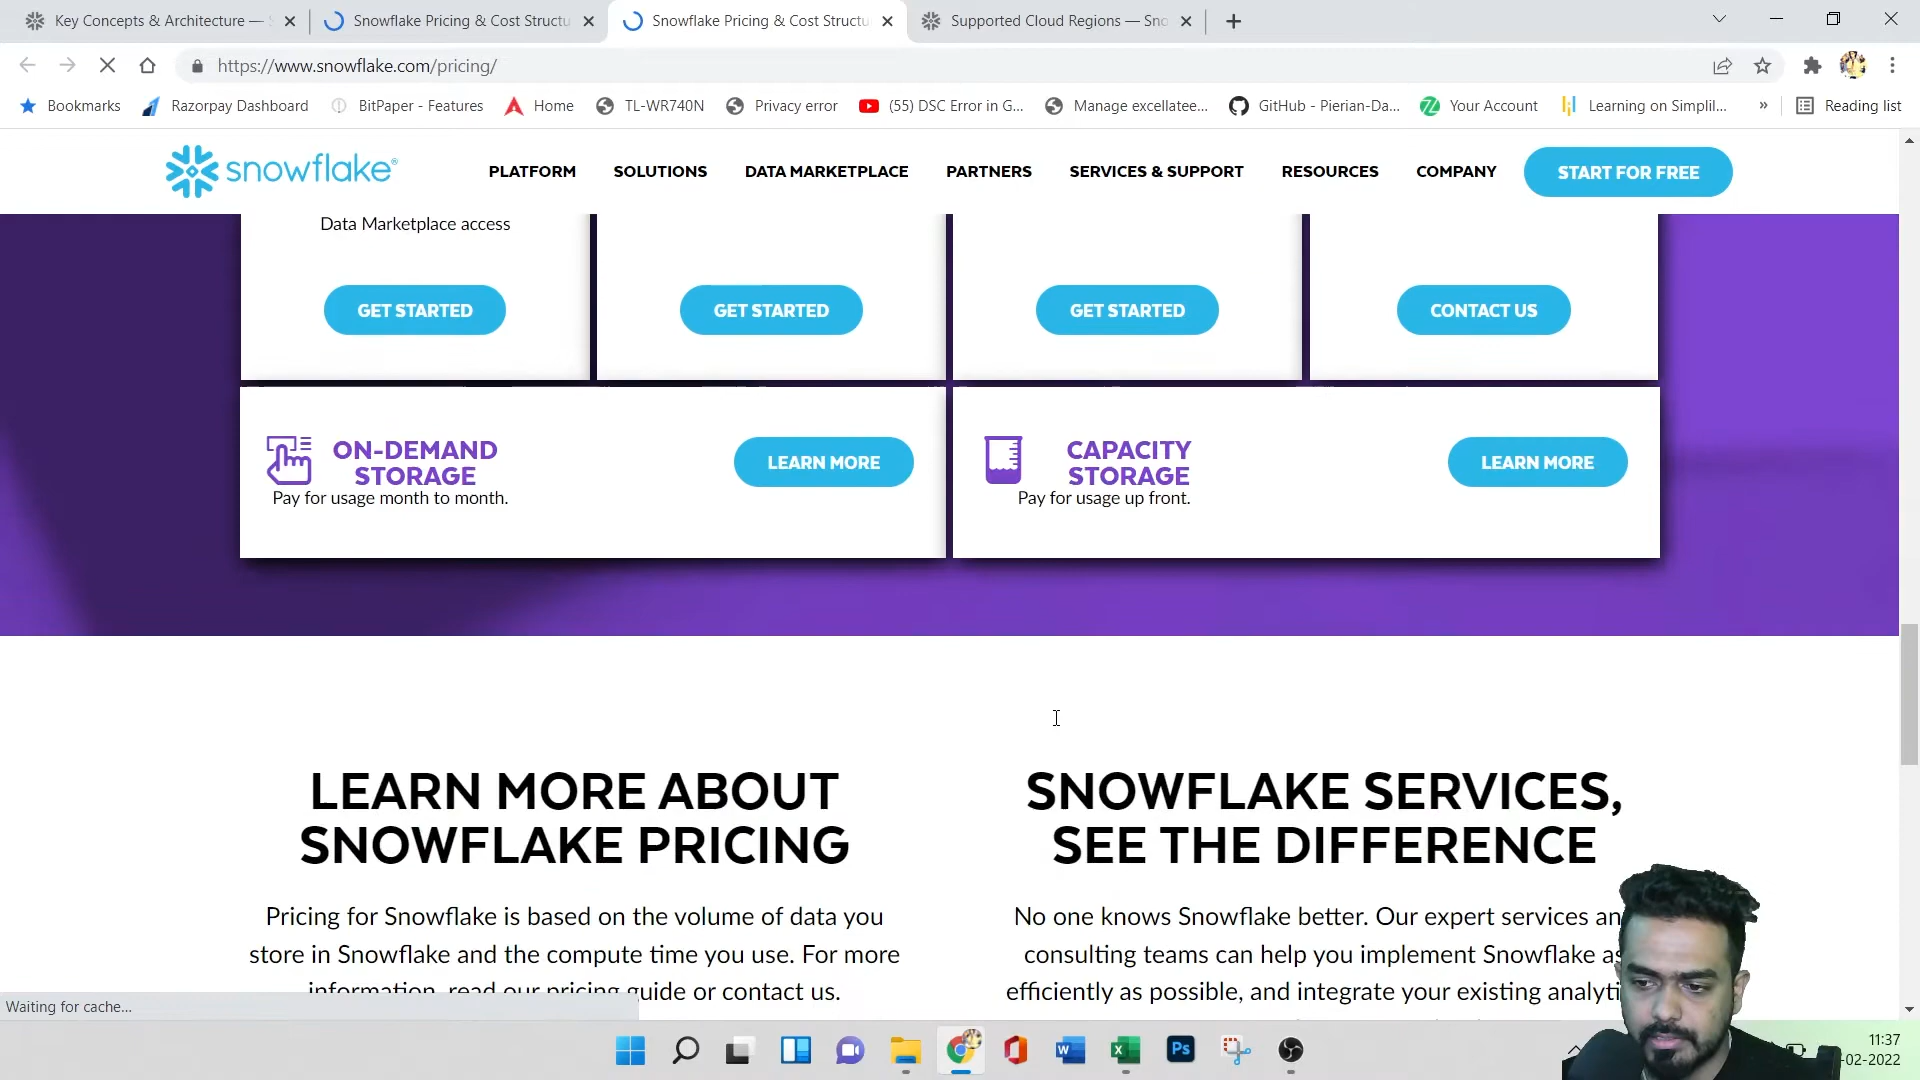 Key Concepts & Architecture —
Snowflake Pricing & Cost Structu
Snowflake Pricing & Cost Structu
Supported Cloud Regions — Sno
https://www.snowflake.com/pricing/
Bookmarks
Razorpay Dashboard
BitPaper - Features
Home
TL-WR740N
Privacy error
(55) DSC Error in G...
Manage excellatee...
GitHub - Pierian-Da...
Your Account
Learning on Simplil...
»
Reading list
snowflake®
PLATFORM
SOLUTIONS
DATA MARKETPLACE
PARTNERS
SERVICES & SUPPORT
RESOURCES
COMPANY
START FOR FREE
Data Marketplace access
GET STARTED
GET STARTED
GET STARTED
CONTACT US
ON-DEMAND
STORAGE
Pay for usage month to month.
LEARN MORE
CAPACITY
STORAGE
Pay for usage up front.
LEARN MORE
LEARN MORE ABOUT
SNOWFLAKE PRICING
Pricing for Snowflake is based on the volume of data you
store in Snowflake and the compute time you use. For more
information, read our pricing guide or contact us.
SNOWFLAKE SERVICES,
SEE THE DIFFERENCE
No one knows Snowflake better. Our expert services an
consulting teams can help you implement Snowflake as
efficiently as possible, and integrate your existing analyti
Waiting for cache...
W
X
Ps
11:37
-02-2022